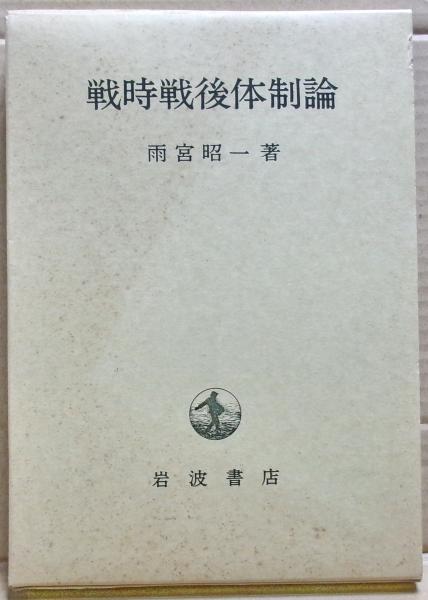 戦時戦後体制論
雨宮昭一著
岩波書店